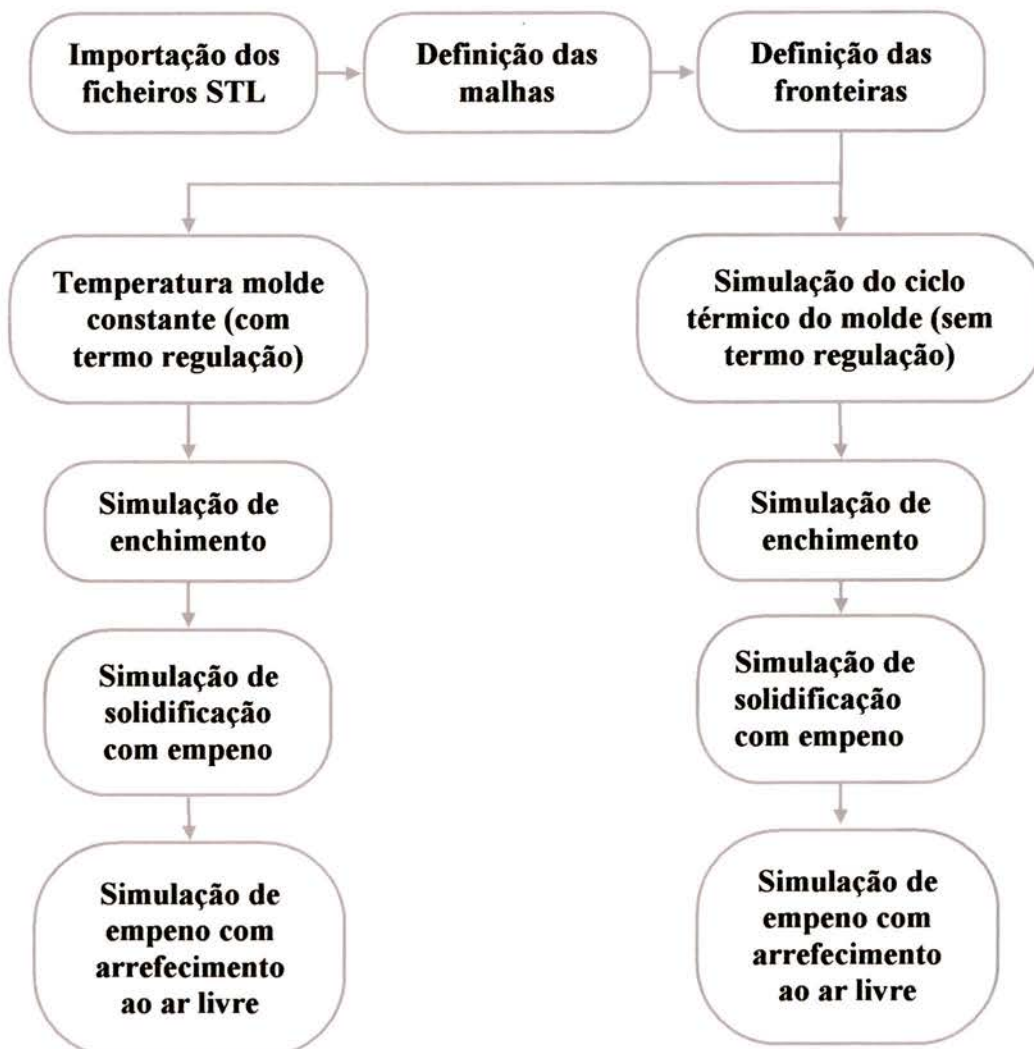 Importação dos
ficheiros STL
Definição das
malhas
Definição das
fronteiras
Temperatura molde
constante (com
termo regulação)
Simulação do ciclo
térmico do molde (sem
termo regulação)
Simulação de
enchimento
Simulação de
enchimento
Simulação de
solidificação
com empeno
Simulação de
solidificação
com empeno
Simulação de
empeno com
arrefecimento
ao ar livre
Simulação de
empeno com
arrefecimento
ao ar livre